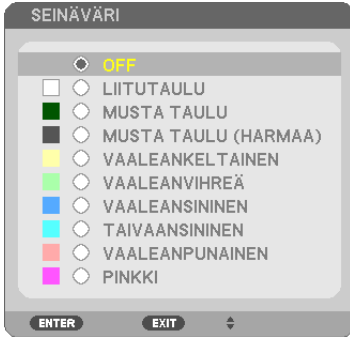 SEINÄVÄRI
OFF
LIITUTAULU
MUSTA TAULU
MUSTA TAULU (HARMAA)
VAALEANKELTAINEN
VAALEANVIHREÄ
VAALEANSININEN
TAIVAANSININEN
VAALEANPUNAINEN
PINKKI
ENTER EXIT